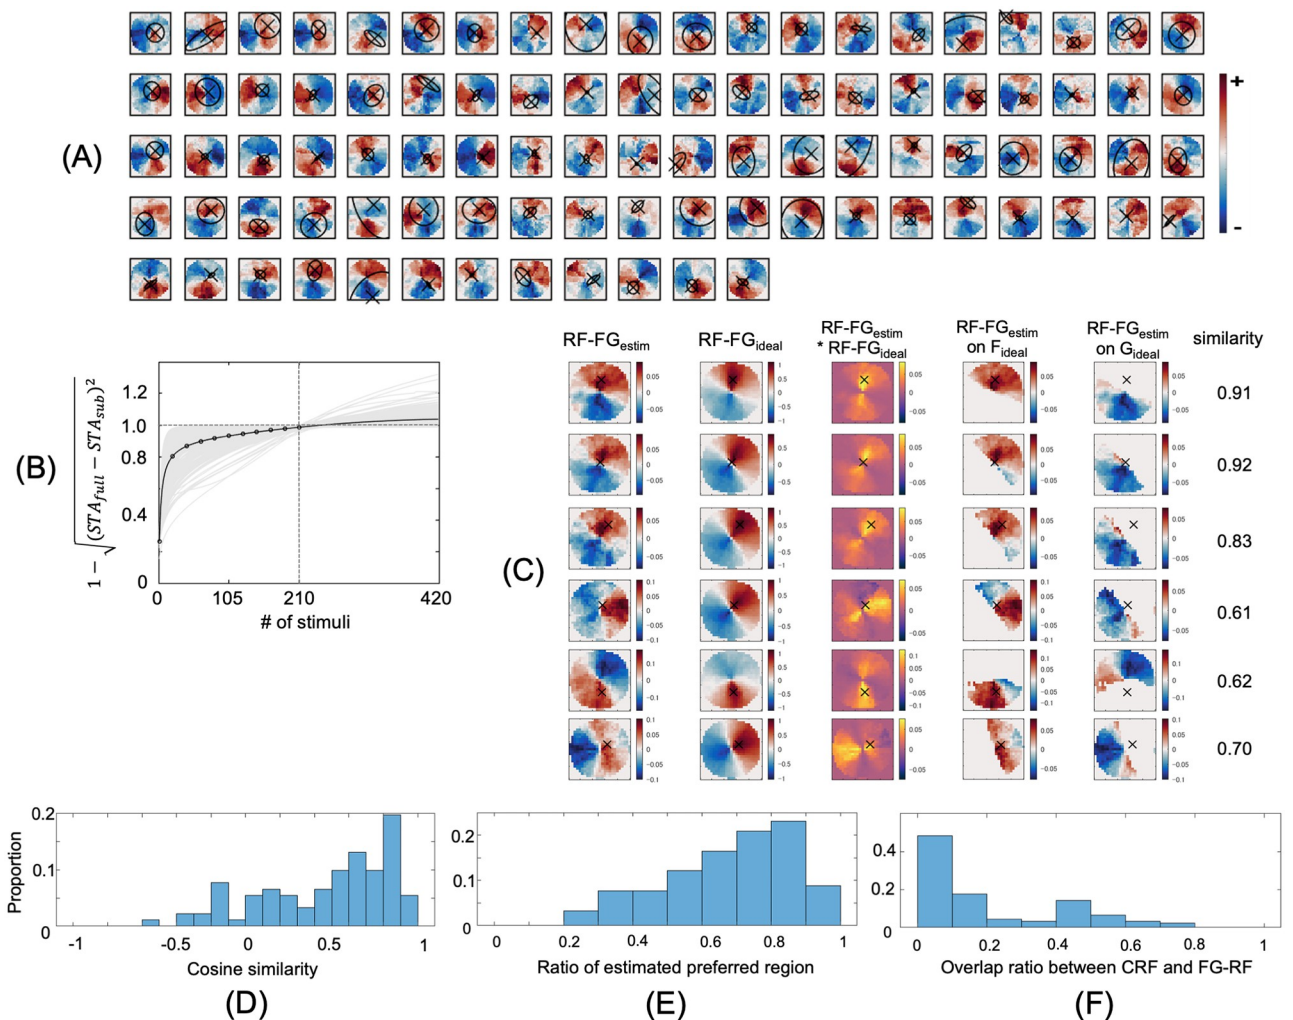 (A)
+
-
(B)
1 - √(STA_full - STA_sub)²
1.2
1.0
0.8
0.4
0
0 105 210 420
# of stimuli
(C)
RF-FG_estim
RF-FG_ideal
RF-FG_estim
* RF-FG_ideal
RF-FG_estim
on F_ideal
RF-FG_estim
on G_ideal
similarity
0.91
0.92
0.83
0.61
0.62
0.70
Proportion
0.2
0.1
0
-1 -0.5 0 0.5 1
Cosine similarity
(D)
0.2
0.1
0
0 0.2 0.4 0.6 0.8 1
Ratio of estimated preferred region
(E)
0.4
0.2
0
0 0.2 0.4 0.6 0.8 1
Overlap ratio between CRF and FG-RF
(F)